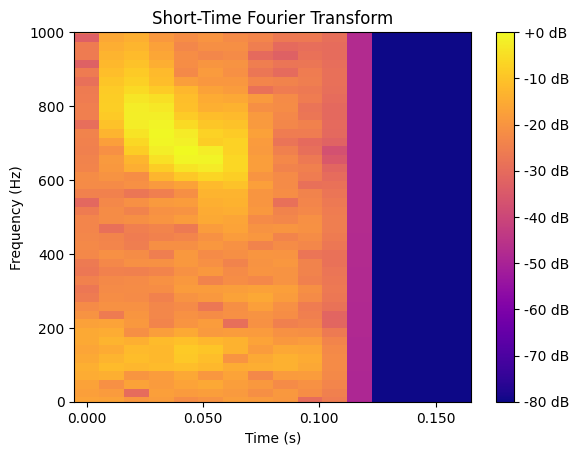 Short-Time Fourier Transform
1000
800
600
400
200
0
Frequency (Hz)
0.000
0.050
0.100
0.150
Time (s)
+0 dB
-10 dB
-20 dB
-30 dB
-40 dB
-50 dB
-60 dB
-70 dB
-80 dB